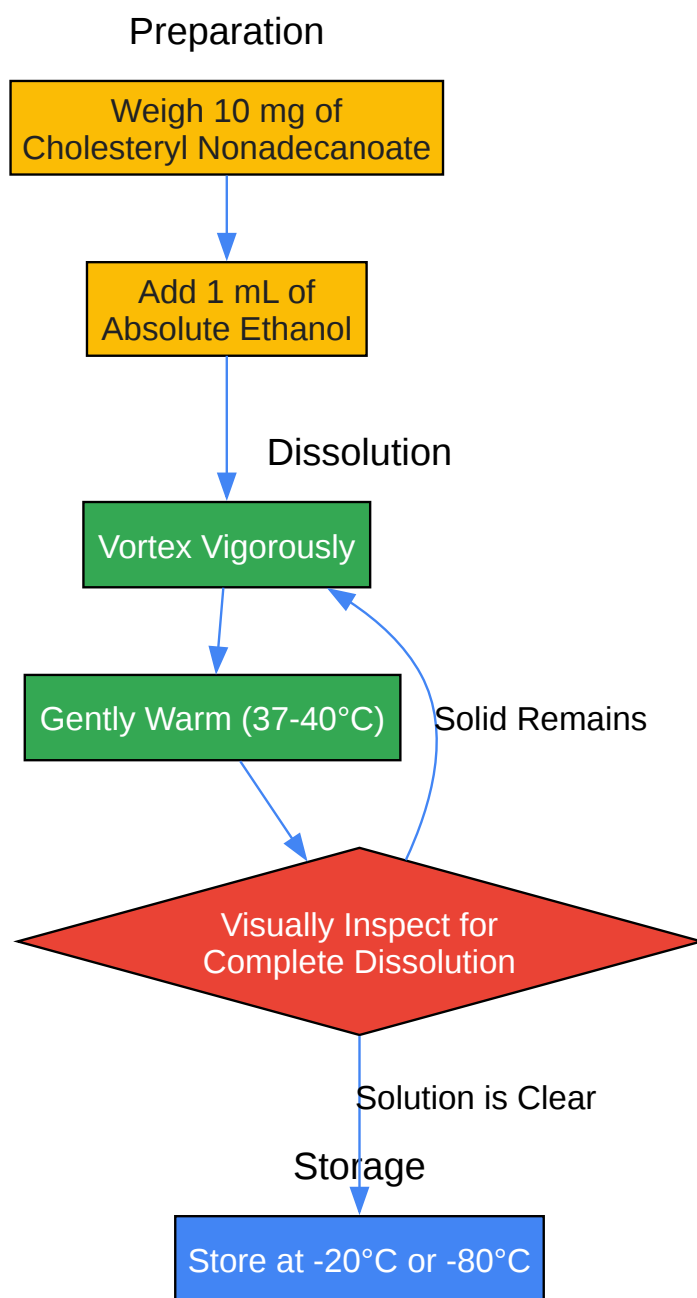 Preparation
Weigh 10 mg of
Cholesteryl Nonadecanoate
Add 1 mL of
Absolute Ethanol
Dissolution
Vortex Vigorously
Gently Warm (37-40°C)
Solid Remains
Visually Inspect for
Complete Dissolution
Solution is Clear
Storage
Store at -20°C or -80°C